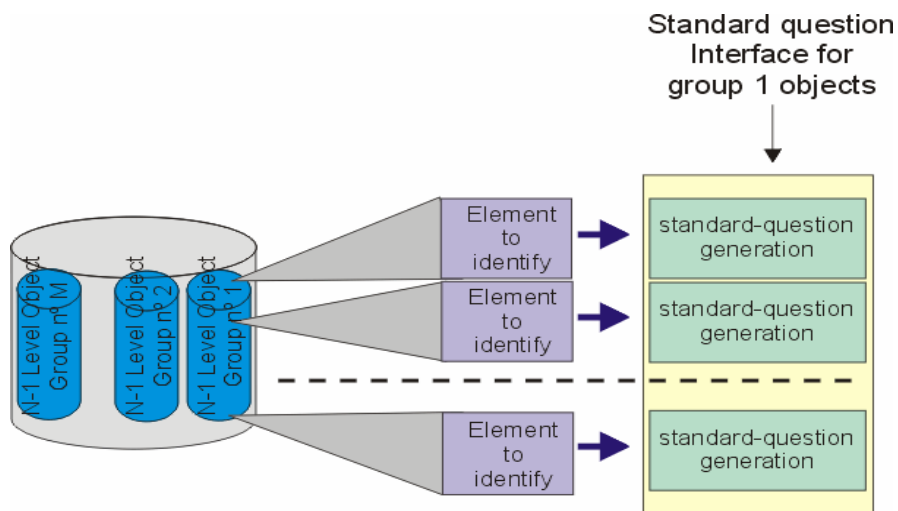 Standard question
Interface for
group 1 objects
N-1 Level Object
Group nº M
N-1 Level Object
Group nº 2
N-1 Level Object
Group nº 1
Element
to
identify
standard-question
generation
Element
to
identify
standard-question
generation
Element
to
identify
standard-question
generation